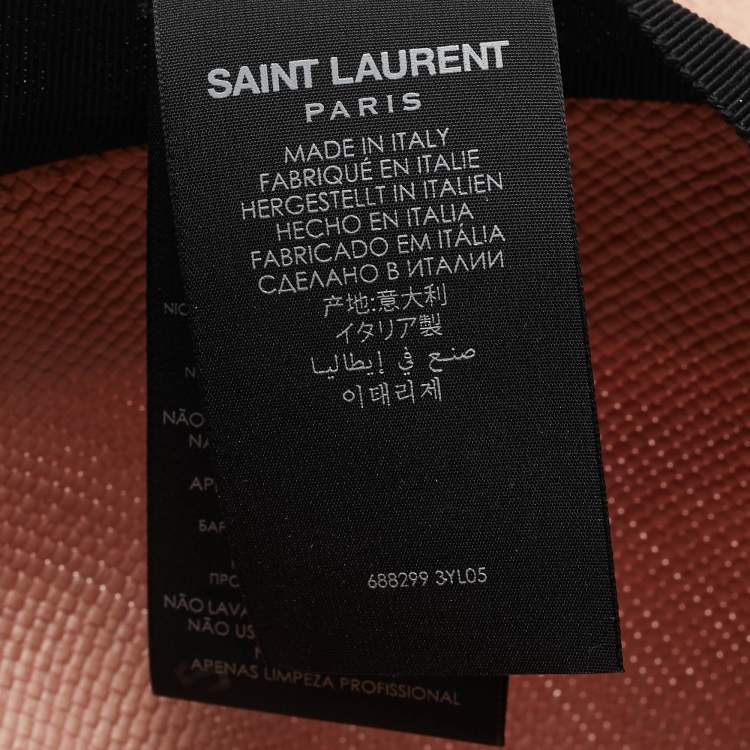 SAINT LAURENT
PARIS
MADE IN ITALY
FABRIQUÉ EN ITALIE
HERGESTELLT IN ITALIEN
HECHO EN ITALIA
FABRICADO EM ITÁLIA
СДЕЛАНО В ИТАЛИИ
产地:意大利
イタリア製
صنع في إيطاليا
이태리제
688299 3YL05
NÃO
NÃO LAVA
NÃO US
APENAS LIMPEZA PROFISSIONAL